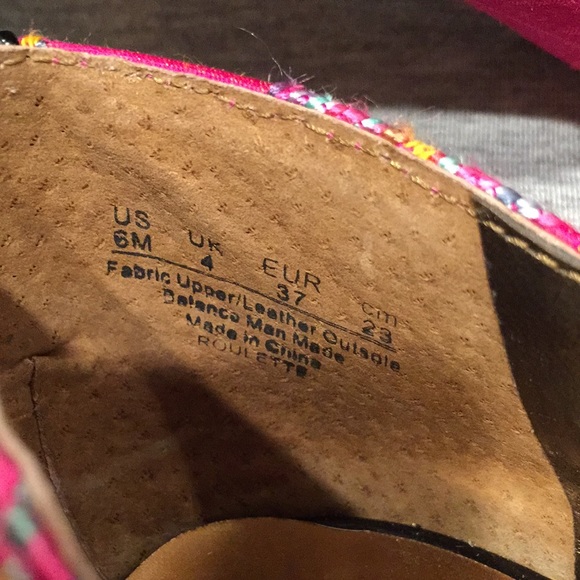 US UK EUR cm
6M 4 37 23
Fabric Upper/Leather Outsole
Balance Man Made
Made in China
ROULETTE